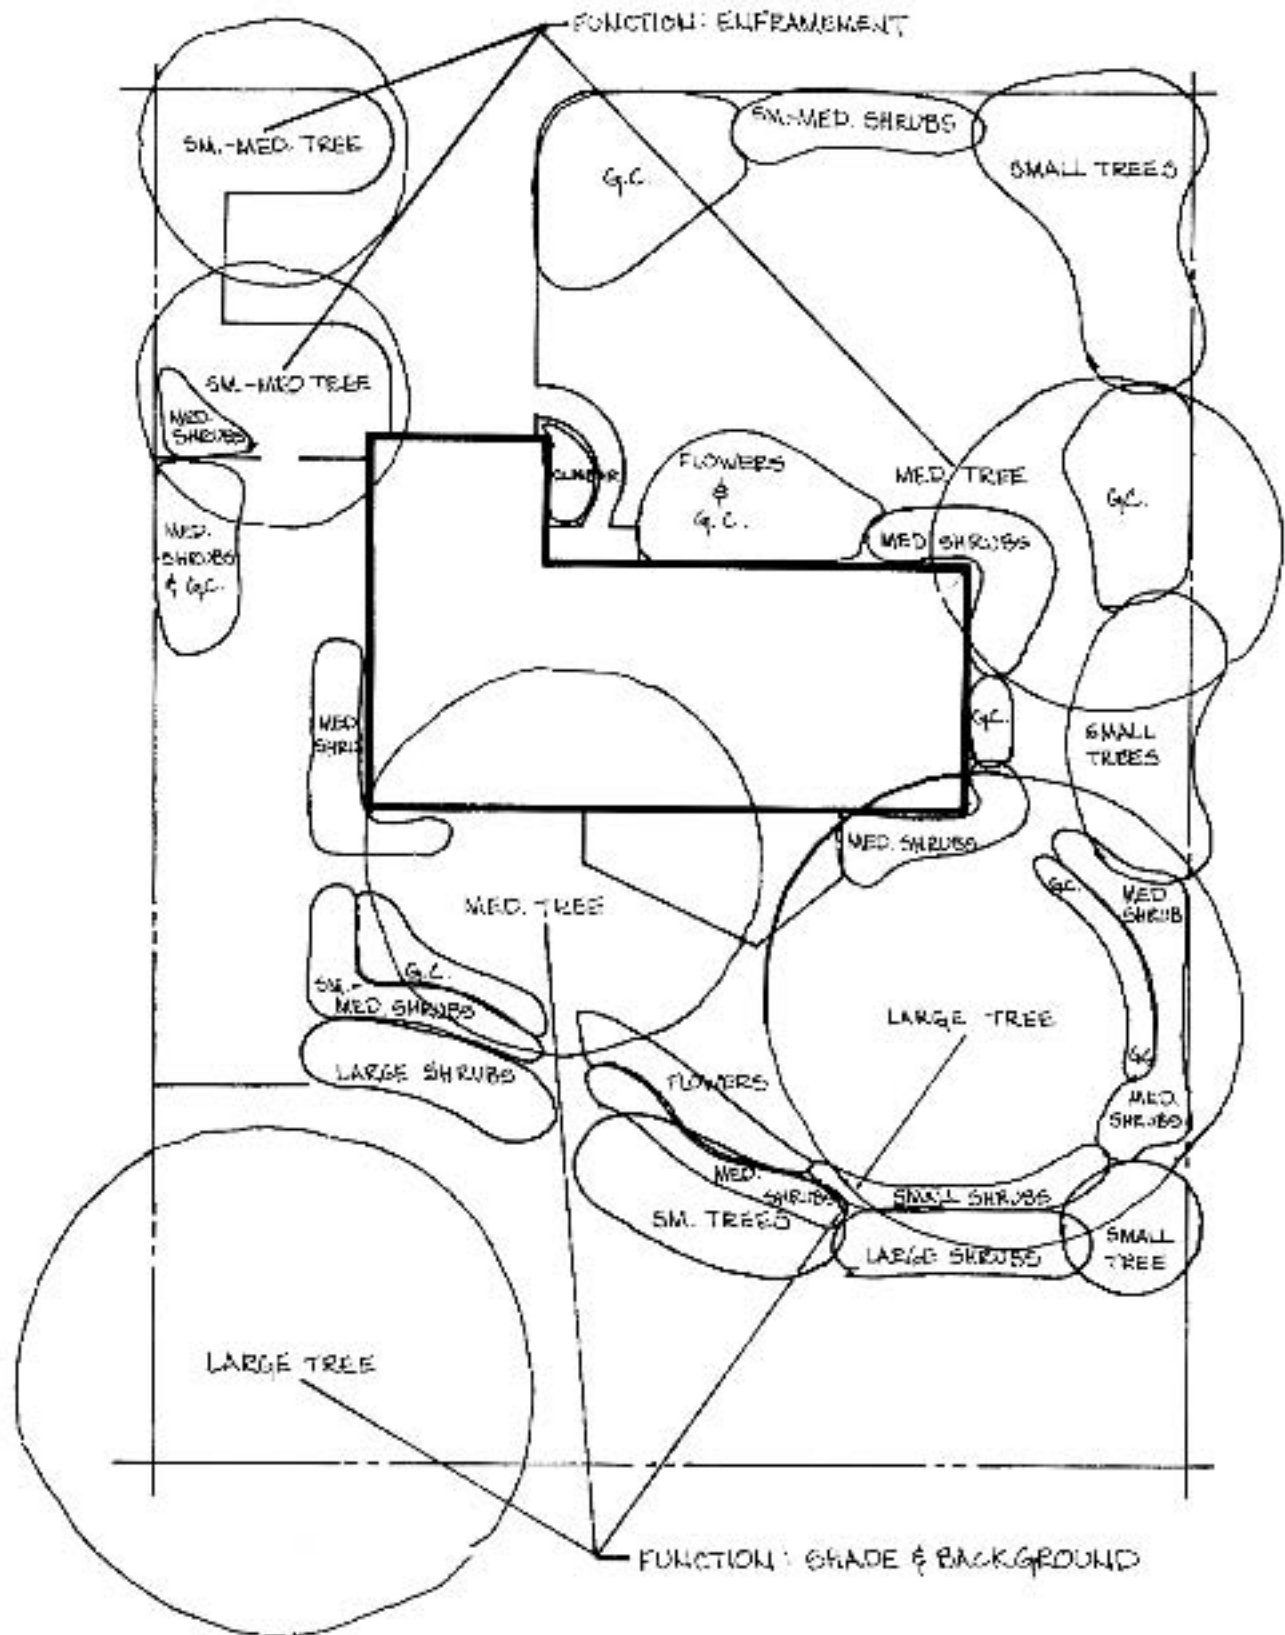 FUNCTION: ENFRAMEMENT
SM.-MED. SHRUBS
SM.-MED. TREE
G.C.
SMALL TREES
SM.-MED TREE
MED.
SHRUBS
FLOWERS
&
G.C.
MED. TREE
G.C.
MED. SHRUBS
MED.
SHRUBS
& G.C.
G.C.
MED
SMALL
TREES
MED. SHRUBS
G.C.
MED.
SHRUB
MED. TREE
G.C.
SM.-
MED. SHRUBS
LARGE TREE
LARGE SHRUBS
FLOWERS
MED.
SHRUBS
MED.
SHRUBS
SMALL SHRUBS
SM. TREES
LARGE SHRUBS
SMALL
TREE
LARGE TREE
FUNCTION: SHADE & BACKGROUND